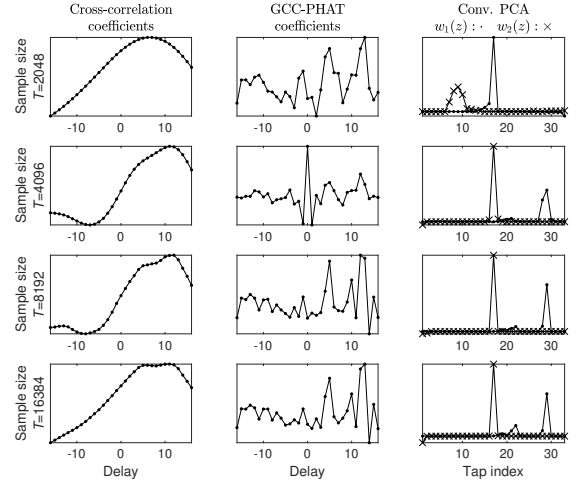 Cross-correlation coefficients
GCC-PHAT coefficients
Conv. PCA
w₁(z) : · w₂(z) : ×
Sample size T=2048
-10 0 10
-10 0 10
10 20 30
Sample size T=4096
-10 0 10
-10 0 10
10 20 30
Sample size T=8192
-10 0 10
-10 0 10
10 20 30
Sample size T=16384
-10 0 10
-10 0 10
10 20 30
Delay
Delay
Tap index